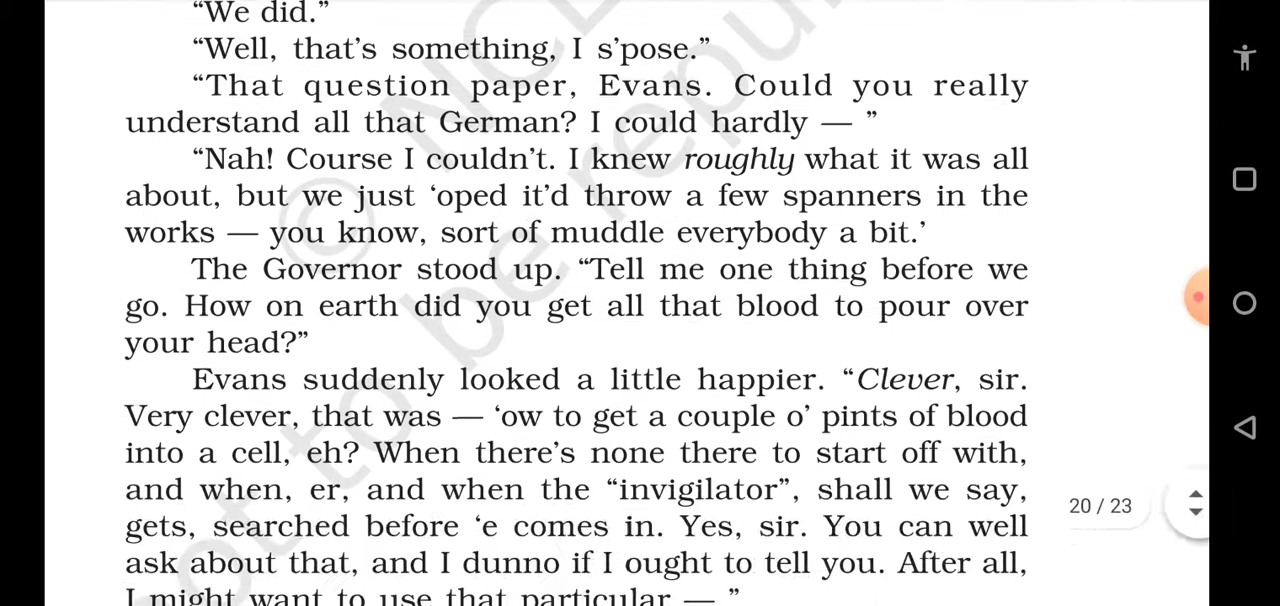 “We did.”
“Well, that’s something, I s’pose.”
“That question paper, Evans. Could you really
understand all that German? I could hardly — ”
“Nah! Course I couldn’t. I knew roughly what it was all
about, but we just ‘oped it’d throw a few spanners in the
works — you know, sort of muddle everybody a bit.’
The Governor stood up. “Tell me one thing before we
go. How on earth did you get all that blood to pour over
your head?”
Evans suddenly looked a little happier. “Clever, sir.
Very clever, that was — ‘ow to get a couple o’ pints of blood
into a cell, eh? When there’s none there to start off with,
and when, er, and when the “invigilator”, shall we say,
gets, searched before ‘e comes in. Yes, sir. You can well
ask about that, and I dunno if I ought to tell you. After all,
I might want to use that particular — ”
20 / 23
© NCE
not to be repu